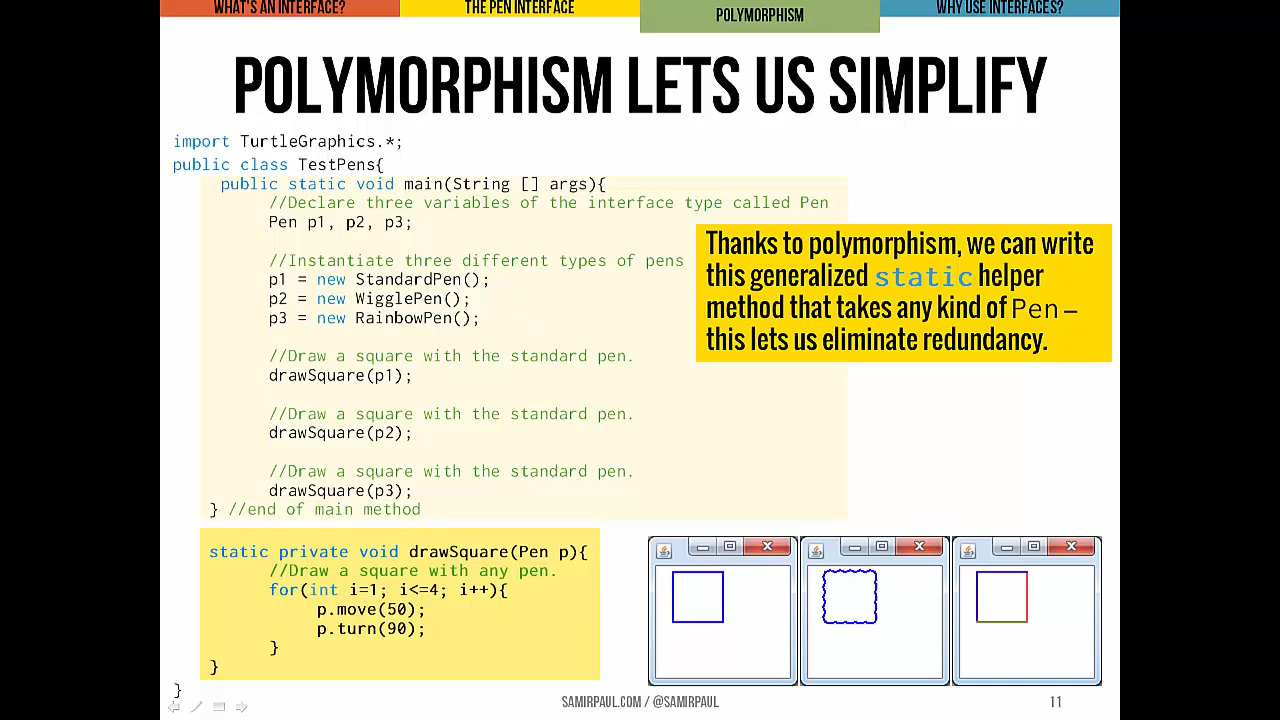 WHAT'S AN INTERFACE?
THE PEN INTERFACE
POLYMORPHISM
WHY USE INTERFACES?
POLYMORPHISM LETS US SIMPLIFY
import TurtleGraphics.*;
public class TestPens{
public static void main(String [] args){
//Declare three variables of the interface type called Pen
Pen p1, p2, p3;
//Instantiate three different types of pens
p1 = new StandardPen();
p2 = new WigglePen();
p3 = new RainbowPen();
//Draw a square with the standard pen.
drawSquare(p1);
//Draw a square with the standard pen.
drawSquare(p2);
//Draw a square with the standard pen.
drawSquare(p3);
} //end of main method
Thanks to polymorphism, we can write
this generalized static helper
method that takes any kind of Pen –
this lets us eliminate redundancy.
static private void drawSquare(Pen p){
//Draw a square with any pen.
for(int i=1; i<=4; i++){
p.move(50);
p.turn(90);
}
}
}
SAMIRPAUL.COM / @SAMIRPAUL
11